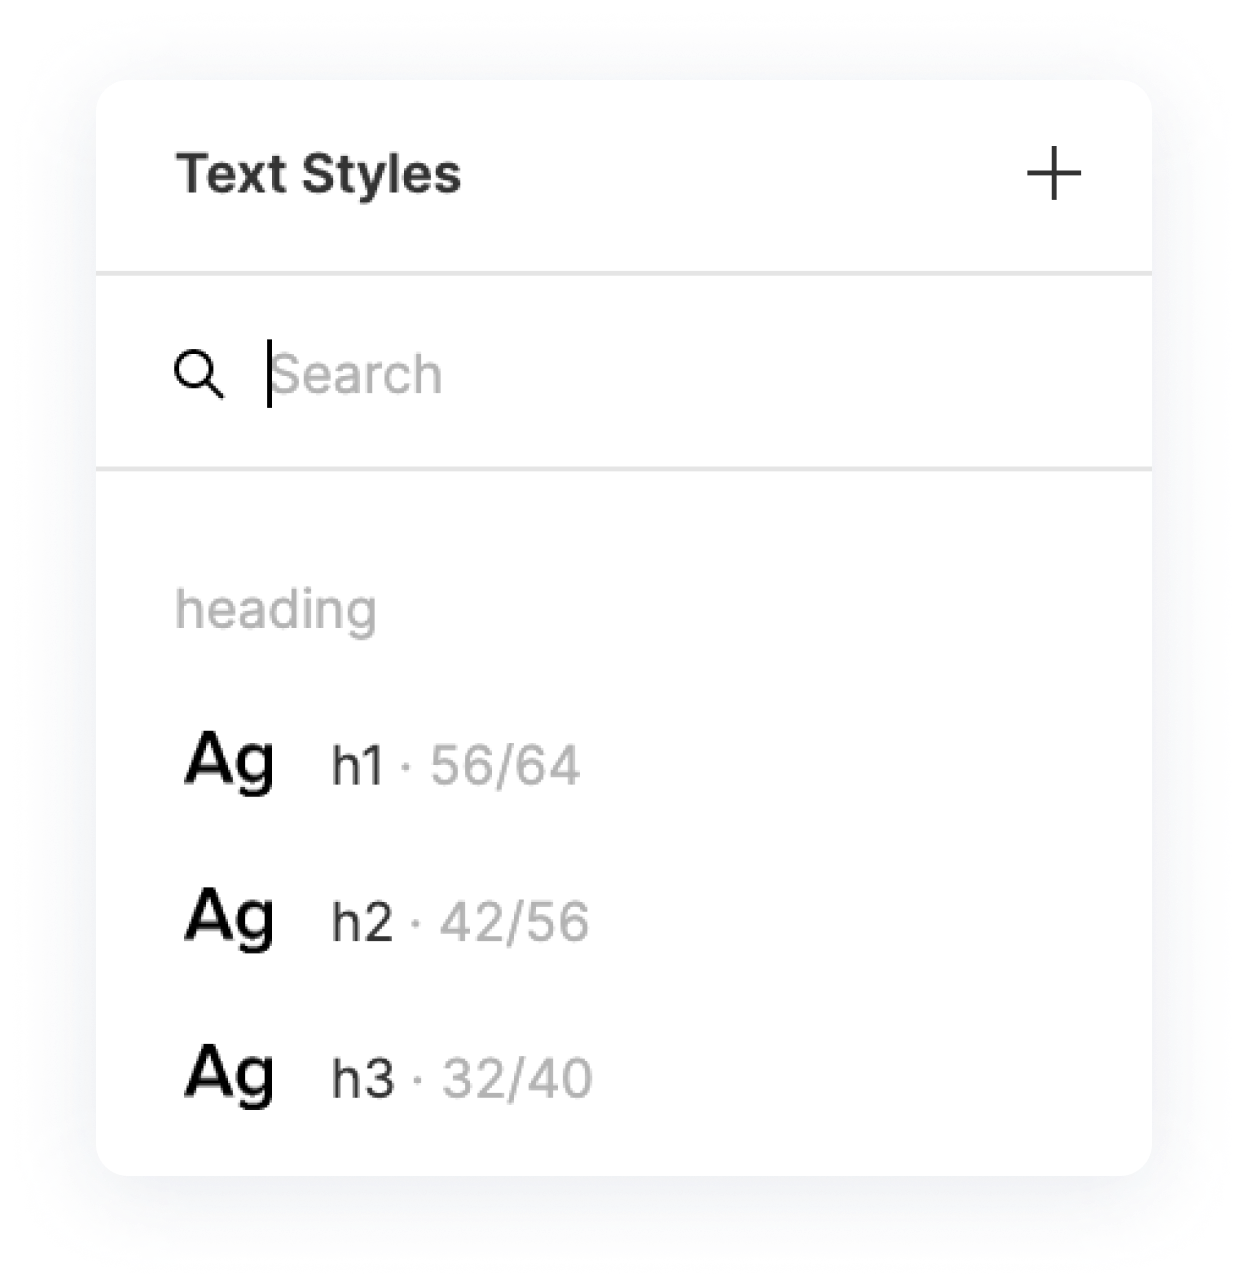 Text Styles
Search
heading
Ag h1 · 56/64
Ag h2 · 42/56
Ag h3 · 32/40